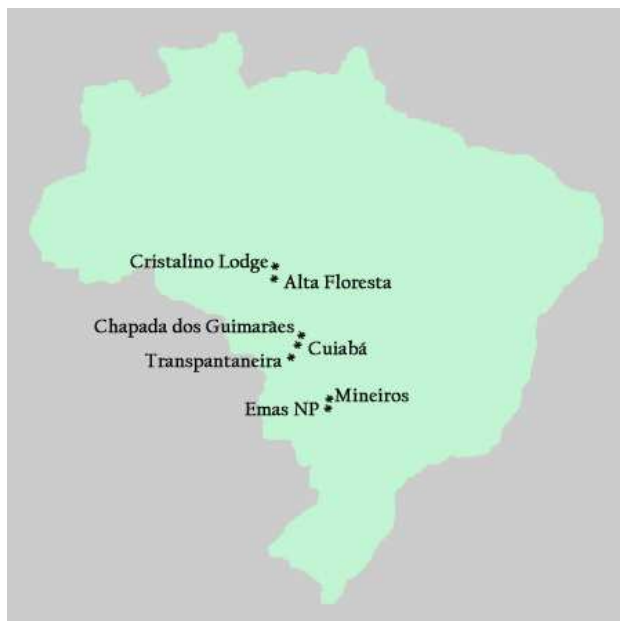 Cristalino Lodge
Alta Floresta
Chapada dos Guimarães
Cuiabá
Transpantaneira
Mineiros
Emas NP